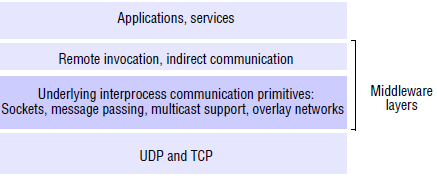 Applications, services
Remote invocation, indirect communication
Underlying interprocess communication primitives:
Sockets, message passing, multicast support, overlay networks
UDP and TCP
Middleware
layers